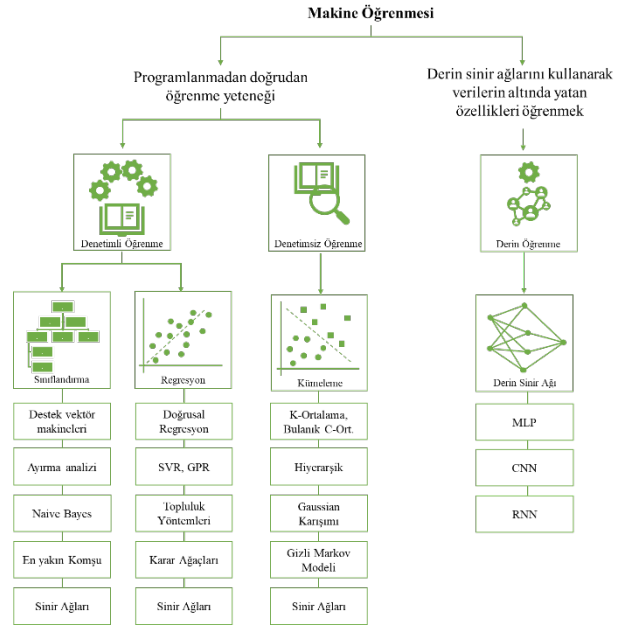 Makine Öğrenmesi
Programlanmadan doğrudan
öğrenme yeteneği
Derin sinir ağlarını kullanarak
verilerin altında yatan
özellikleri öğrenmek
Denetimli Öğrenme
Denetimsiz Öğrenme
Derin Öğrenme
Sınıflandırma
Regresyon
Kümeleme
Derin Sinir Ağı
Destek vektör
makineleri
Ayırma analizi
Naive Bayes
En yakın Komşu
Sinir Ağları
Doğrusal
Regresyon
SVR, GPR
Topluluk
Yöntemleri
Karar Ağaçları
Sinir Ağları
K-Ortalama,
Bulanık C-Ort.
Hiyerarşik
Gaussian
Karışımı
Gizli Markov
Modeli
Sinir Ağları
MLP
CNN
RNN